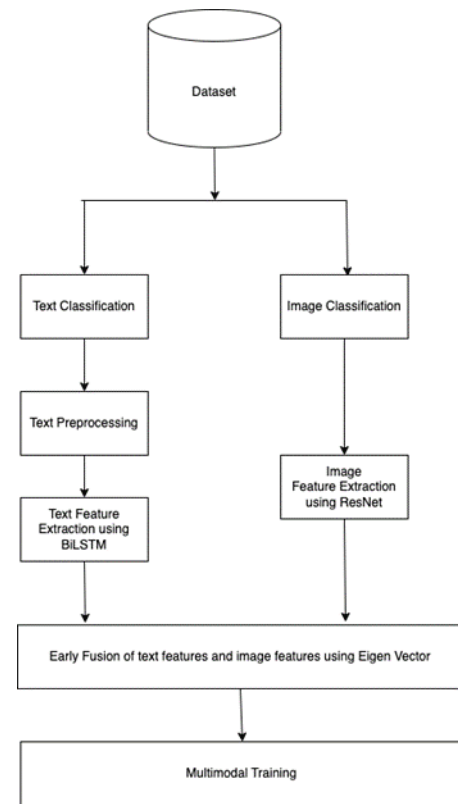 Dataset
Text Classification
Image Classification
Text Preprocessing
Image
Feature Extraction
using ResNet
Text Feature
Extraction using
BiLSTM
Early Fusion of text features and image features using Eigen Vector
Multimodal Training